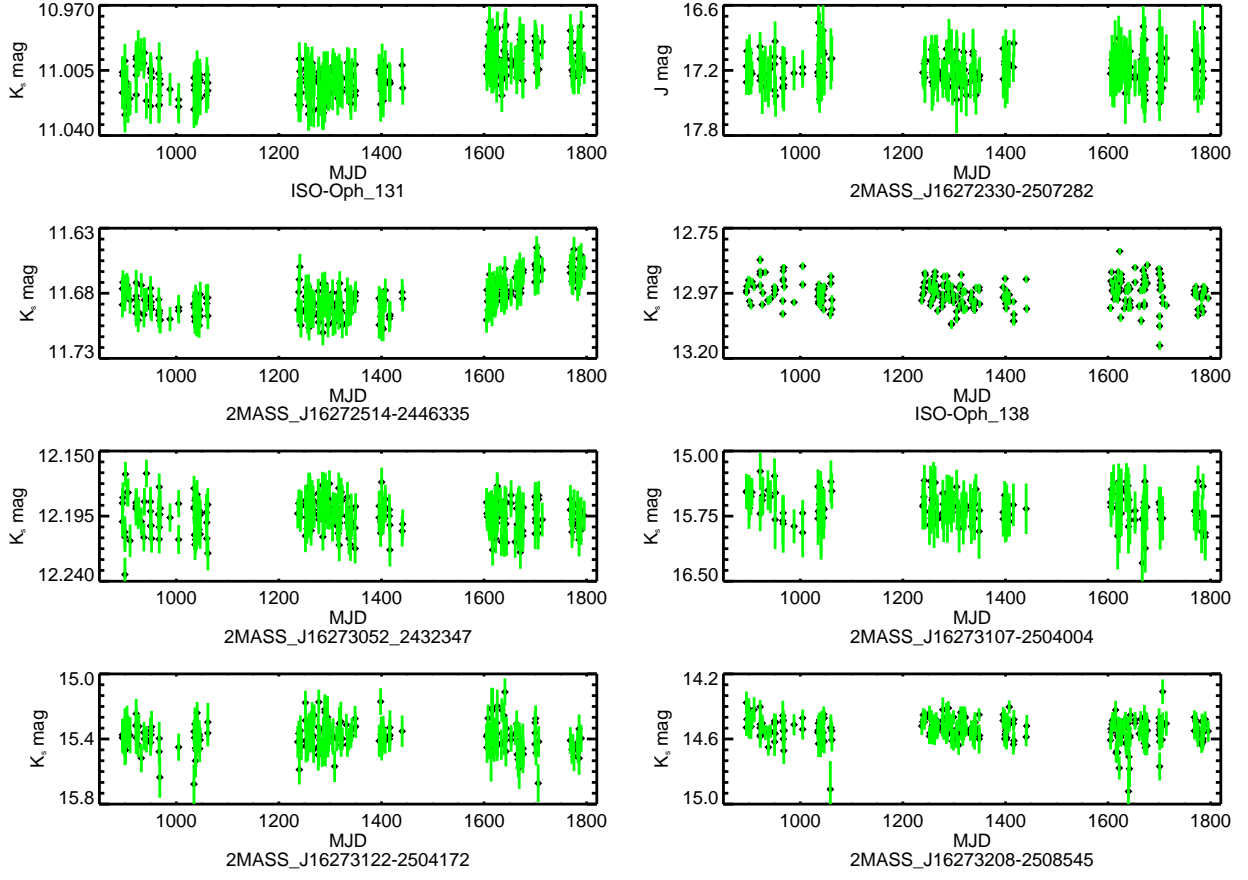 10.970
11.005
11.040
Ks mag
1000 1200 1400 1600 1800
MJD
ISO-Oph_131
16.6
17.2
17.8
J mag
1000 1200 1400 1600 1800
MJD
2MASS_J16272330-2507282
11.63
11.68
11.73
Ks mag
1000 1200 1400 1600 1800
MJD
2MASS_J16272514-2446335
12.75
12.97
13.20
Ks mag
1000 1200 1400 1600 1800
MJD
ISO-Oph_138
12.150
12.195
12.240
Ks mag
1000 1200 1400 1600 1800
MJD
2MASS_J16273052_2432347
15.00
15.75
16.50
Ks mag
1000 1200 1400 1600 1800
MJD
2MASS_J16273107-2504004
15.0
15.4
15.8
Ks mag
1000 1200 1400 1600 1800
MJD
2MASS_J16273122-2504172
14.2
14.6
15.0
Ks mag
1000 1200 1400 1600 1800
MJD
2MASS_J16273208-2508545